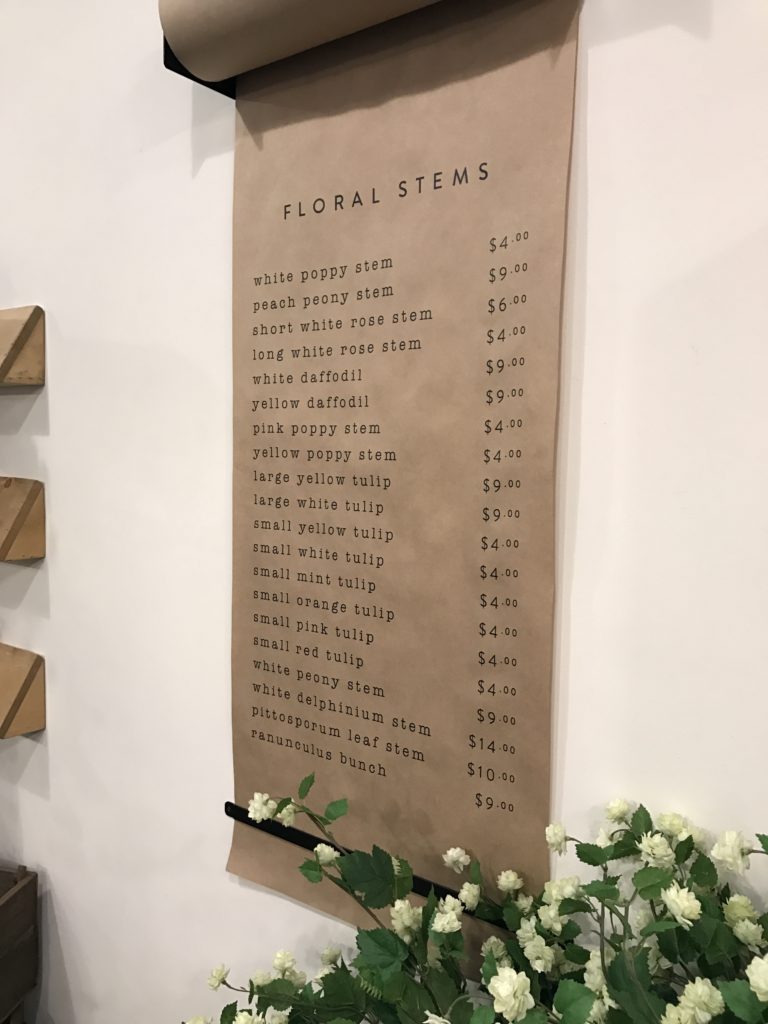 FLORAL STEMS
white poppy stem $4.00
peach peony stem $9.00
short white rose stem $6.00
long white rose stem $4.00
white daffodil $9.00
yellow daffodil $9.00
pink poppy stem $4.00
yellow poppy stem $4.00
large yellow tulip $9.00
large white tulip $9.00
small yellow tulip $4.00
small white tulip $4.00
small mint tulip $4.00
small orange tulip $4.00
small pink tulip $4.00
small red tulip $4.00
white peony stem $9.00
white delphinium stem $14.00
pittosporum leaf stem $10.00
ranunculus bunch $9.00